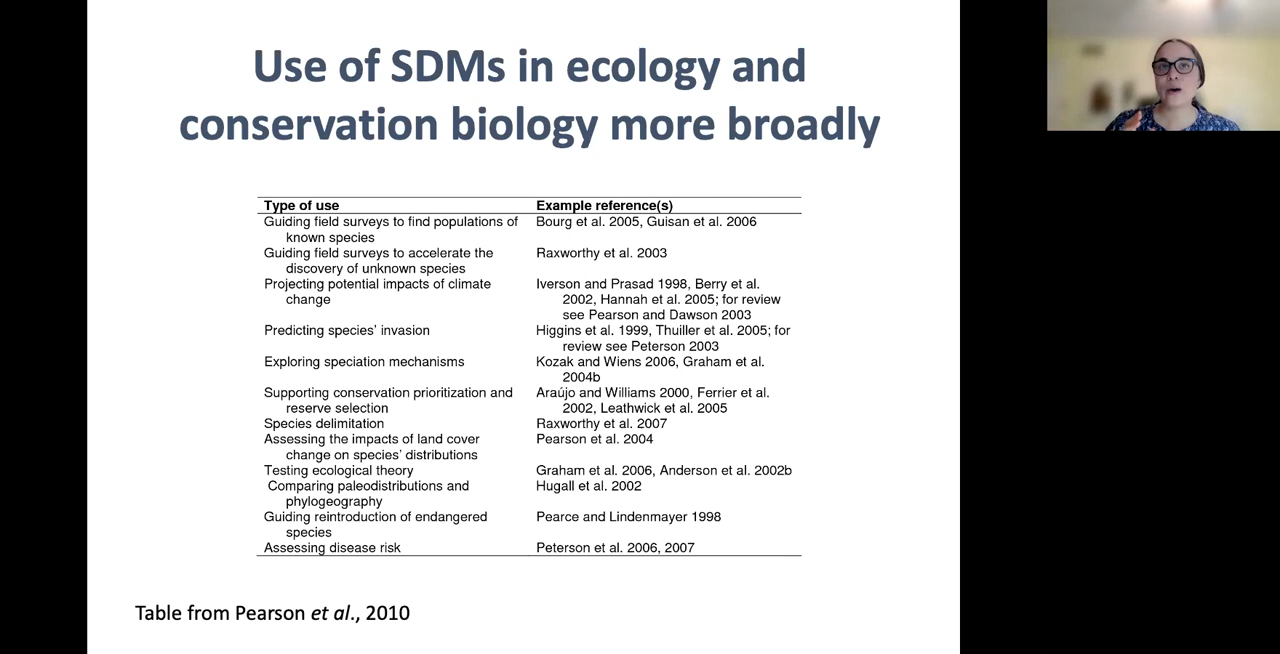 Use of SDMs in ecology and
conservation biology more broadly
Type of use Example reference(s)
Guiding field surveys to find populations of Bourg et al. 2005, Guisan et al. 2006
known species
Guiding field surveys to accelerate the Raxworthy et al. 2003
discovery of unknown species
Projecting potential impacts of climate Iverson and Prasad 1998, Berry et al.
change 2002, Hannah et al. 2005; for review
see Pearson and Dawson 2003
Predicting species' invasion Higgins et al. 1999, Thuiller et al. 2005; for
review see Peterson 2003
Exploring speciation mechanisms Kozak and Wiens 2006, Graham et al.
2004b
Supporting conservation prioritization and Araújo and Williams 2000, Ferrier et al.
reserve selection 2002, Leathwick et al. 2005
Species delimitation Raxworthy et al. 2007
Assessing the impacts of land cover Pearson et al. 2004
change on species' distributions
Testing ecological theory Graham et al. 2006, Anderson et al. 2002b
Comparing paleodistributions and Hugall et al. 2002
phylogeography
Guiding reintroduction of endangered Pearce and Lindenmayer 1998
species
Assessing disease risk Peterson et al. 2006, 2007
Table from Pearson et al., 2010